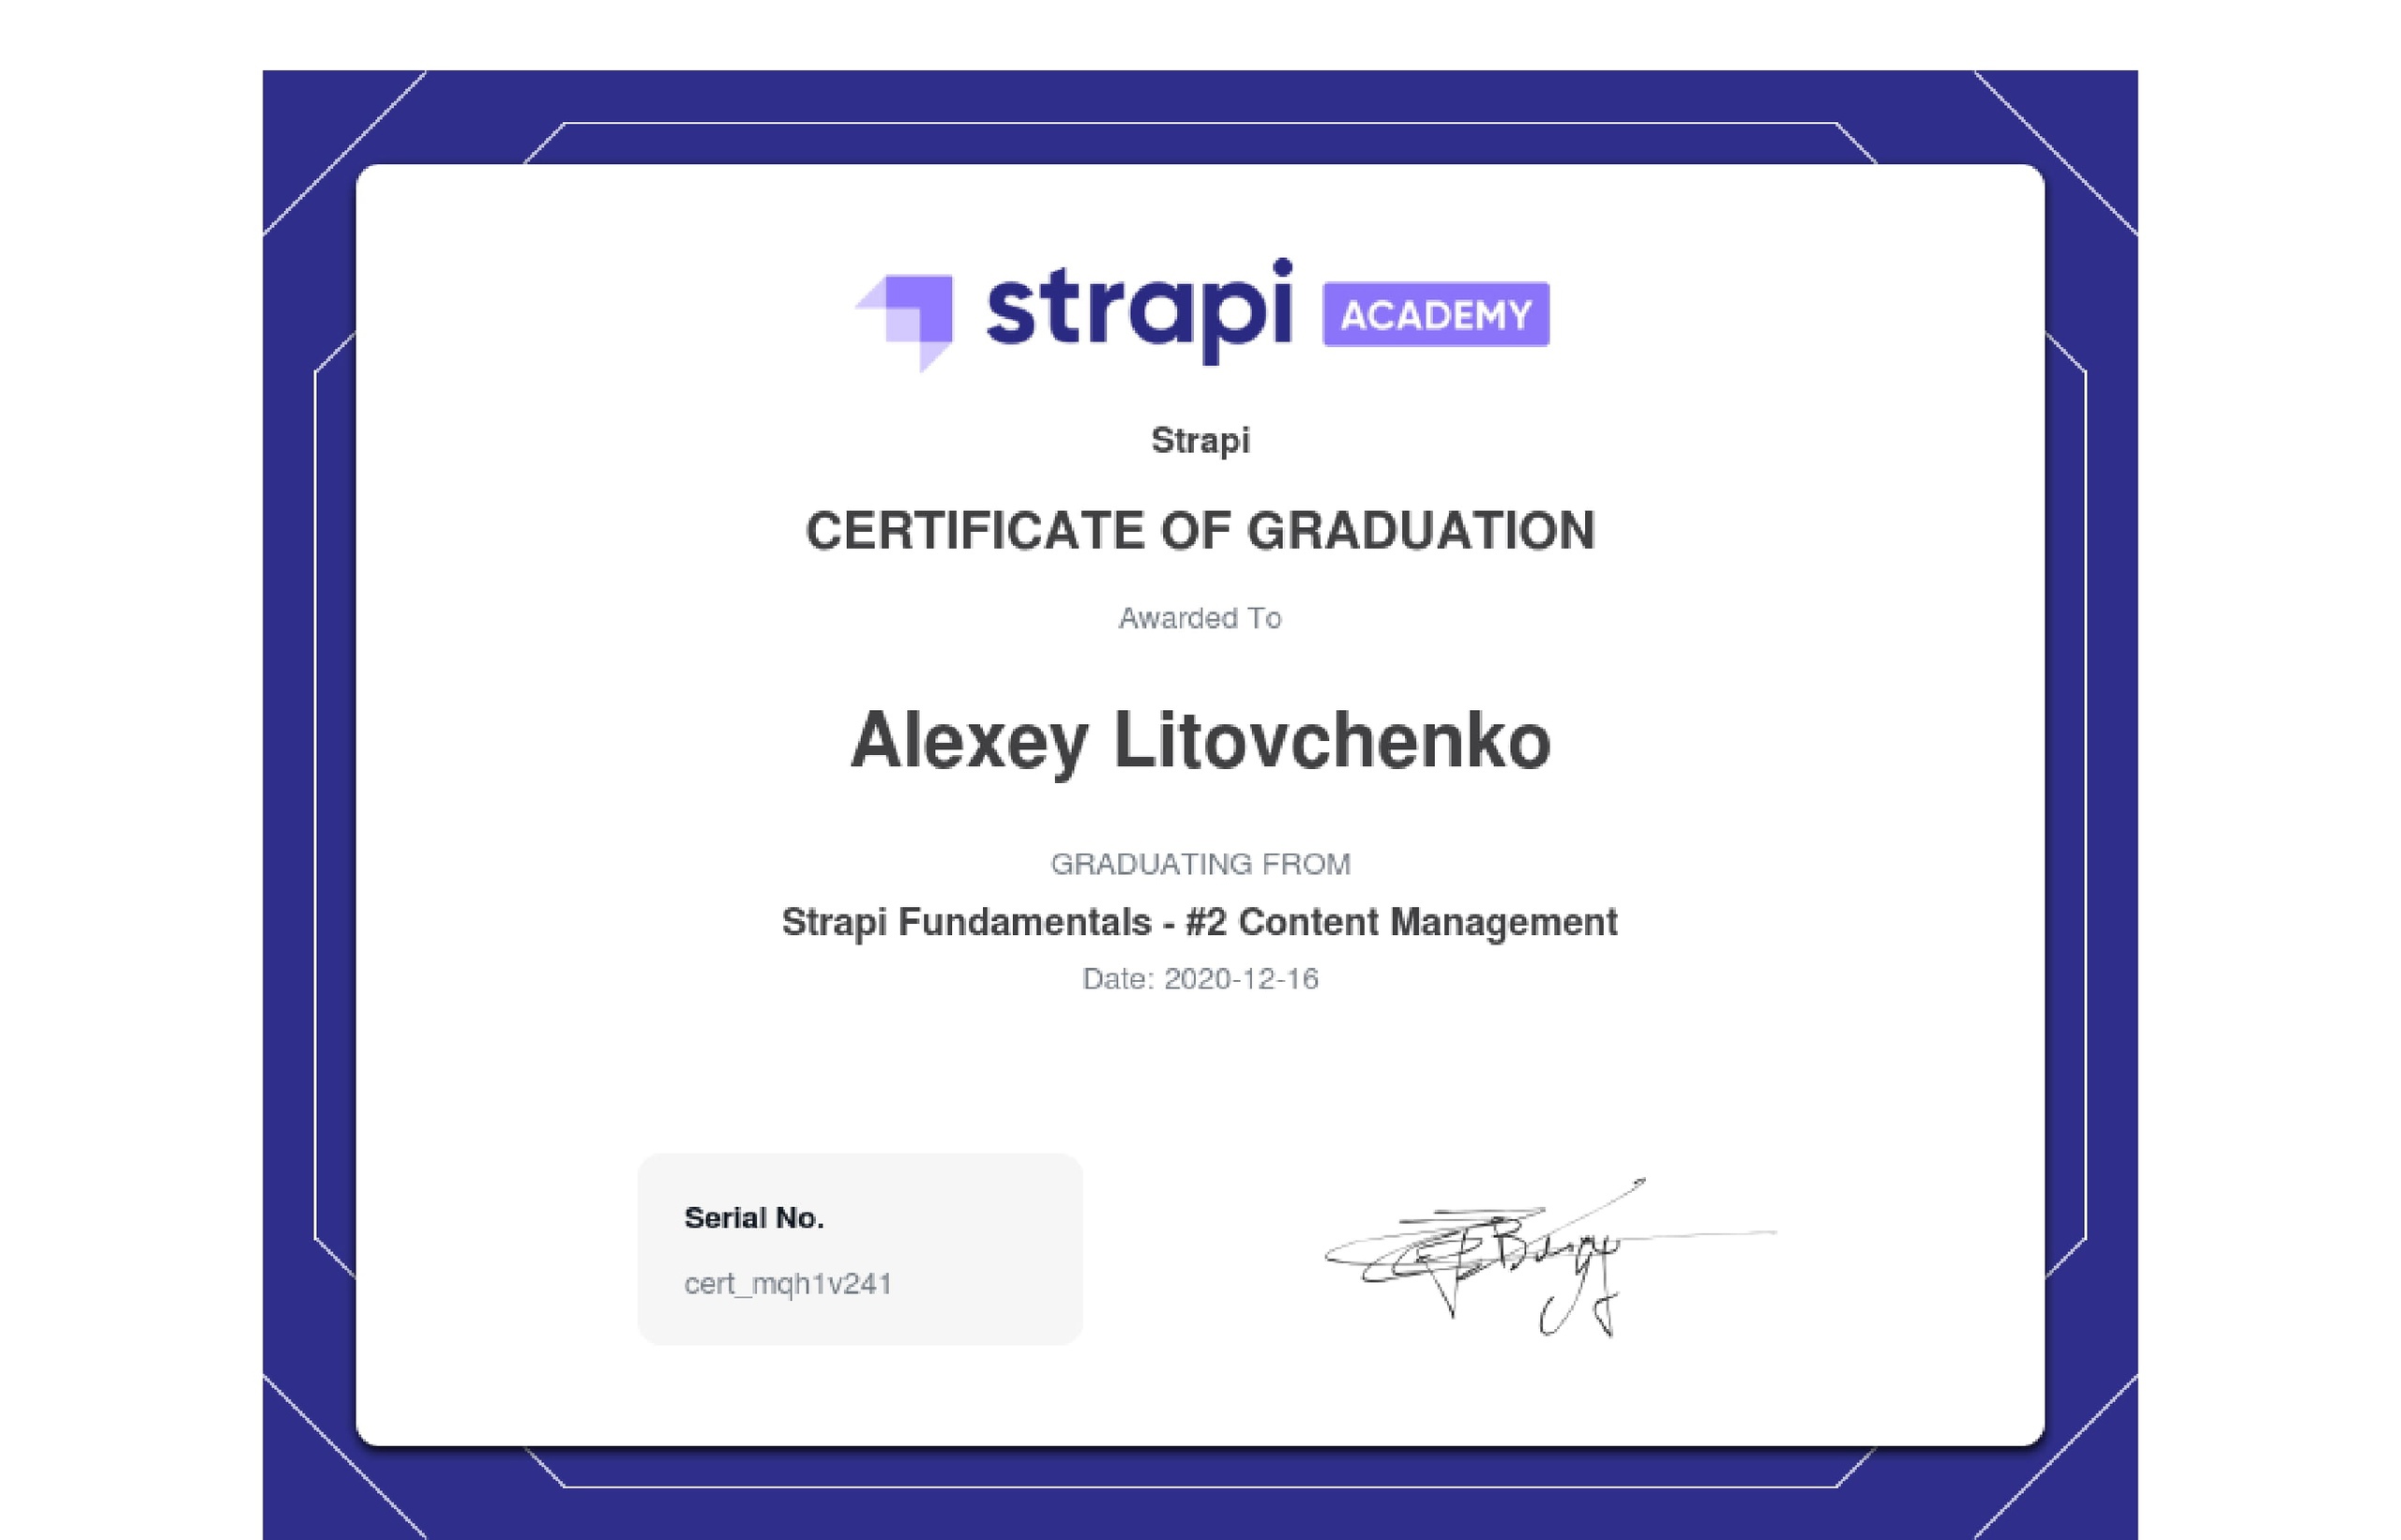 strapi ACADEMY
Strapi
CERTIFICATE OF GRADUATION
Awarded To
Alexey Litovchenko
GRADUATING FROM
Strapi Fundamentals - #2 Content Management
Date: 2020-12-16
Serial No.
cert_mqh1v241